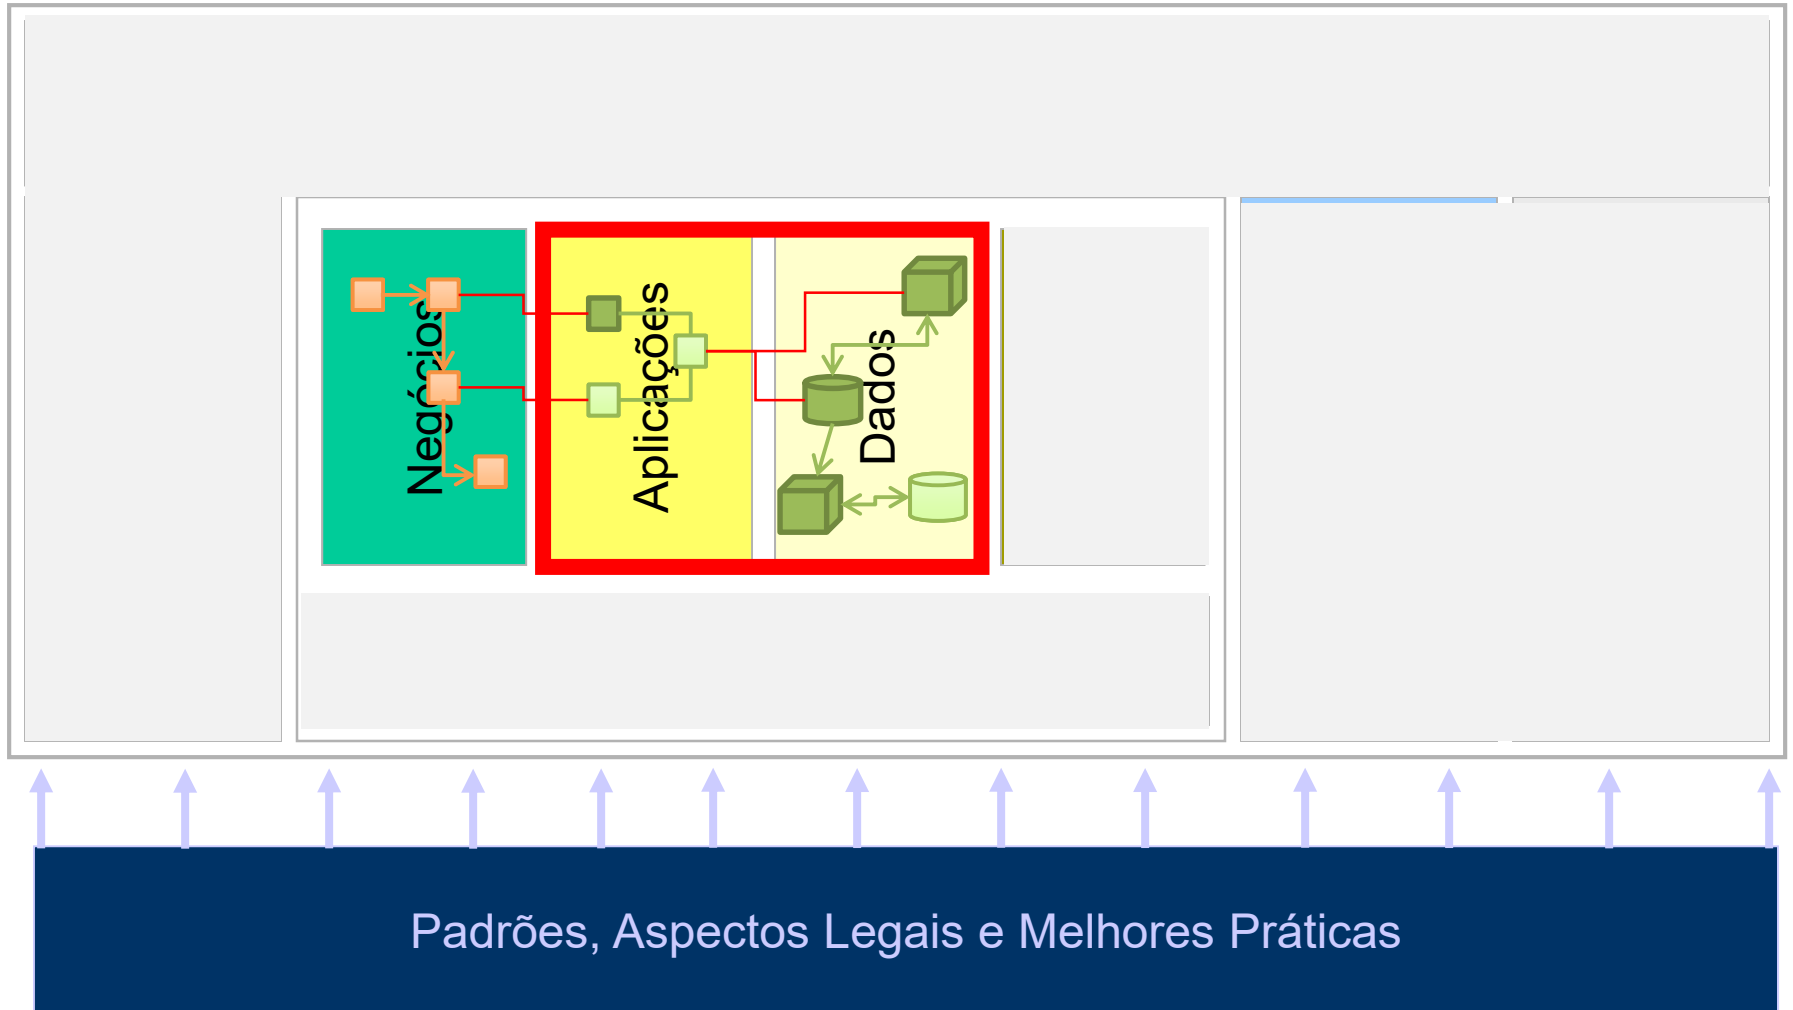 Negócios
Aplicações
Dados
Padrões, Aspectos Legais e Melhores Práticas